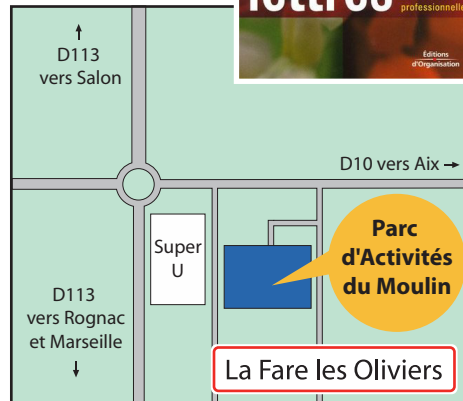 professionnelle
Éditions
d'Organisation
D113
vers Salon
D10 vers Aix
Parc
d'Activités
du Moulin
Super
U
D113
vers Rognac
et Marseille
La Fare les Oliviers